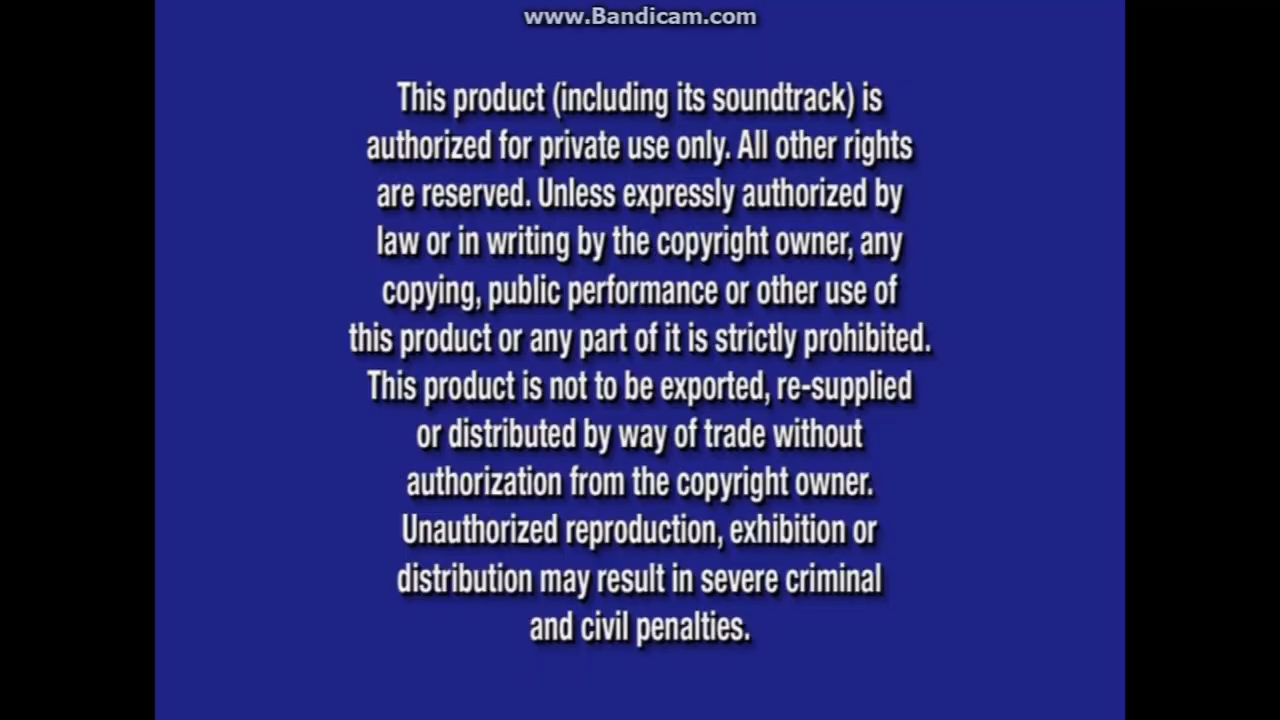 www.Bandicam.com
This product (including its soundtrack) is
authorized for private use only. All other rights
are reserved. Unless expressly authorized by
law or in writing by the copyright owner, any
copying, public performance or other use of
this product or any part of it is strictly prohibited.
This product is not to be exported, re-supplied
or distributed by way of trade without
authorization from the copyright owner.
Unauthorized reproduction, exhibition or
distribution may result in severe criminal
and civil penalties.